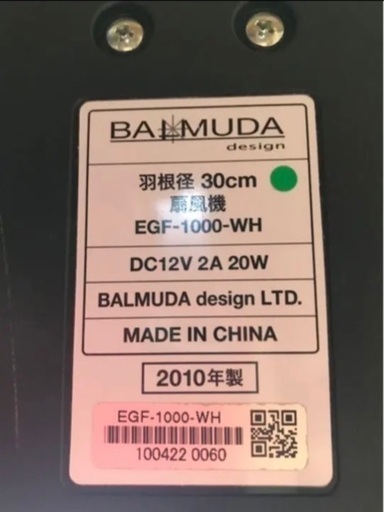 BALMUDA
design
羽根径 30cm
扇風機
EGF-1000-WH
DC12V 2A 20W
BALMUDA design LTD.
MADE IN CHINA
2010年製
EGF-1000-WH
100422 0060